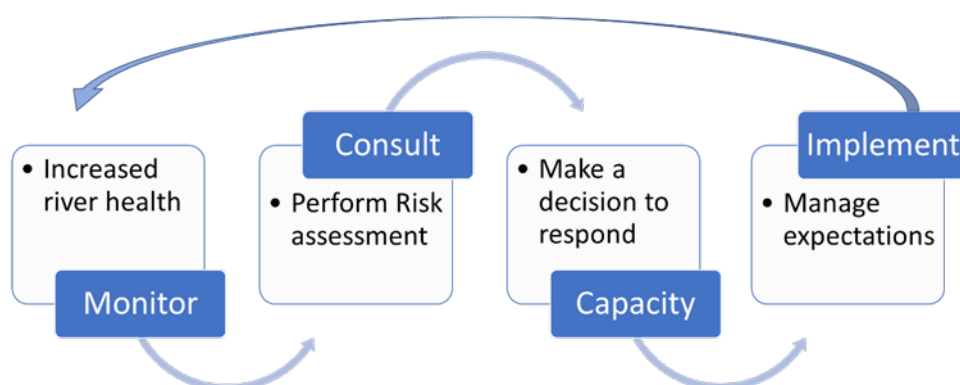 • Increased
river health
Monitor
Consult
• Perform Risk
assessment
• Make a
decision to
respond
Capacity
Implement
• Manage
expectations